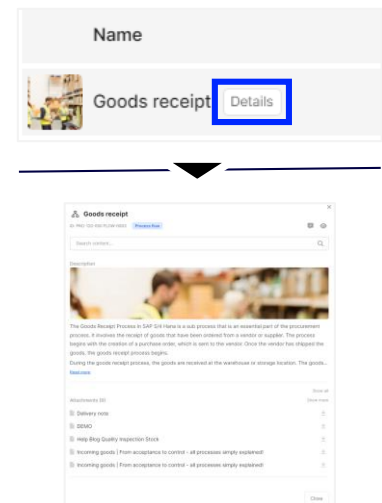 Name
Goods receipt Details
Goods receipt
Process flow
Search content...
Description
The Goods Receipt Process in SAP S/4 Hana is a sub process that is an essential part of the procurement
process. It involves the receipt of goods that have been ordered from a vendor or supplier. The process
begins with the creation of a purchase order, which is sent to the vendor. Once the vendor has shipped the
goods, the goods receipt process begins.
During the goods receipt process, the goods are received at the warehouse or storage location. The goods...
Read more
Show all
Attachments
Show more
Delivery note
DEMO
Help Blog Quality Inspection Stock
Incoming goods | From acceptance to control - all processes simply explained!
Incoming goods | From acceptance to control - all processes simply explained!
Close